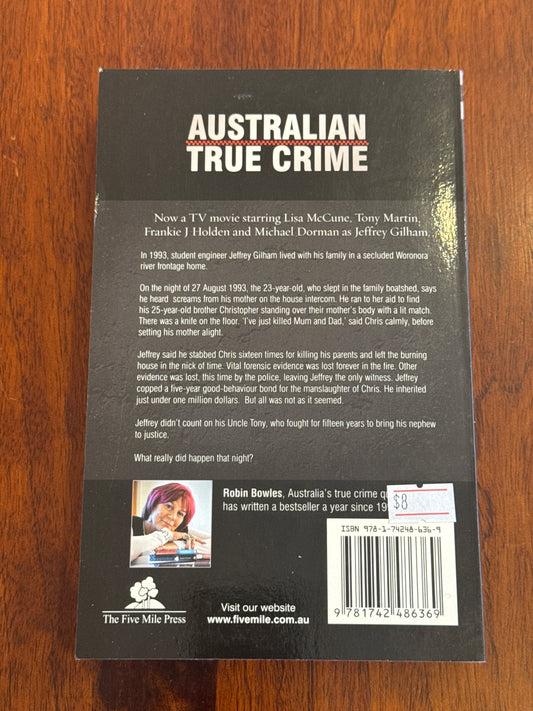 AUSTRALIAN
TRUE CRIME
Now a TV movie starring Lisa McCune, Tony Martin,
Frankie J Holden and Michael Dorman as Jeffrey Gilham.
In 1993, student engineer Jeffrey Gilham lived with his family in a secluded Woronora
river frontage home.
On the night of 27 August 1993, the 23-year-old, who slept in the family boatshed, says
he heard screams from his mother on the house intercom. He ran to her aid to find
his 25-year-old brother Christopher standing over their mother's body with a lit match.
There was a knife on the floor. 'I've just killed Mum and Dad,' said Chris calmly, before
setting his mother alight.
Jeffrey said he stabbed Chris sixteen times for killing his parents and left the burning
house in the nick of time. Vital forensic evidence was lost forever in the fire. Other
evidence was lost, this time by the police, leaving Jeffrey the only witness. Jeffrey
copped a five-year good-behaviour bond for the manslaughter of Chris. He inherited
just under one million dollars. But all was not as it seemed.
Jeffrey didn't count on his Uncle Tony, who fought for fifteen years to bring his nephew
to justice.
What really did happen that night?
Robin Bowles, Australia's true crime
has written a bestseller a year since
$8
ISBN 978-1-74248-636-9
9 781742 486369
The Five Mile Press
Visit our website
www.fivemile.com.au